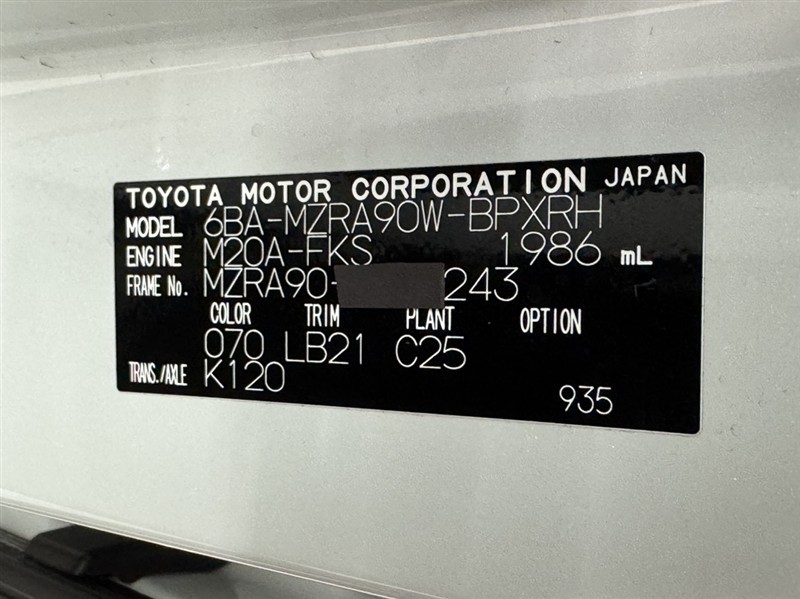 TOYOTA MOTOR CORPORATION JAPAN
MODEL 6BA-MZRA90W-BPXRH
ENGINE M20A-FKS 1986 mL
FRAME No. MZRA90- 243
COLOR TRIM PLANT OPTION
070 LB21 C25
TRANS./AXLE K120
935